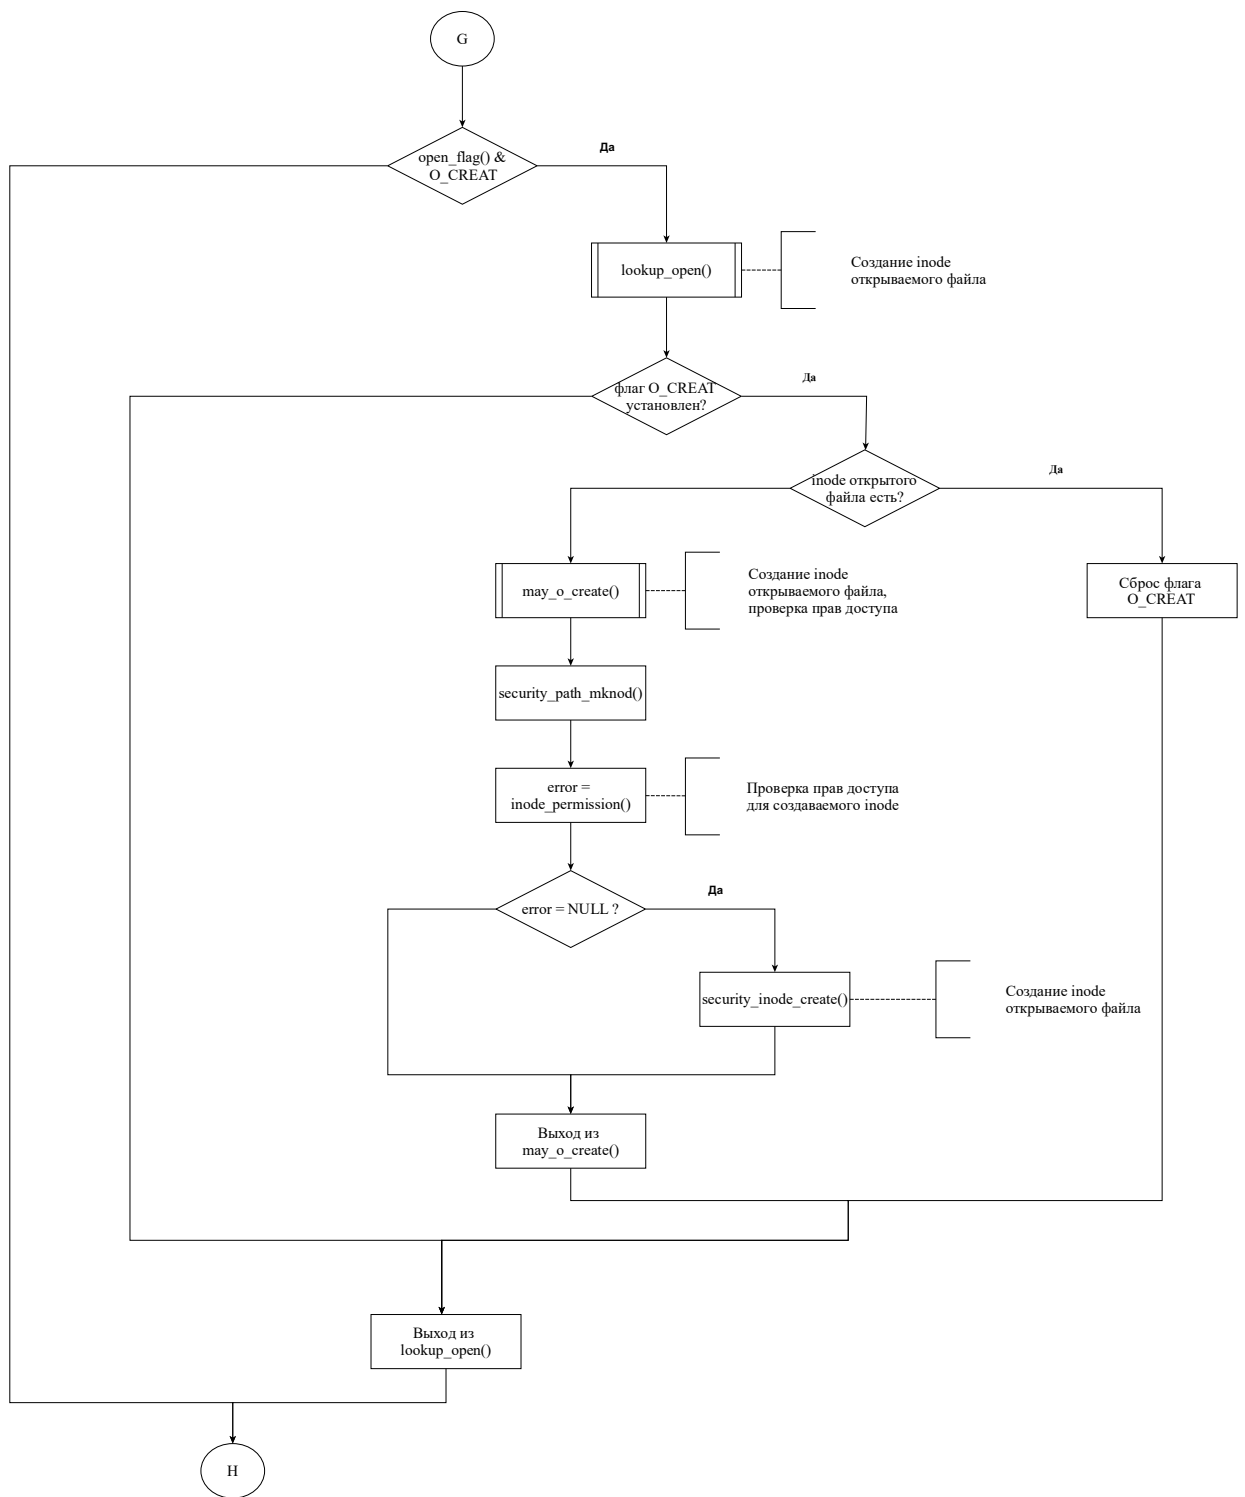 G
open_flag() &
O_CREAT
Да
lookup_open()
Создание inode
открываемого файла
флаг O_CREAT
установлен?
Да
inode открытого
файла есть?
Да
may_o_create()
Создание inode
открываемого файла,
проверка прав доступа
Сброс флага
O_CREAT
security_path_mknod()
error =
inode_permission()
Проверка прав доступа
для создаваемого inode
error = NULL ?
Да
security_inode_create()
Создание inode
открываемого файла
Выход из
may_o_create()
Выход из
lookup_open()
H